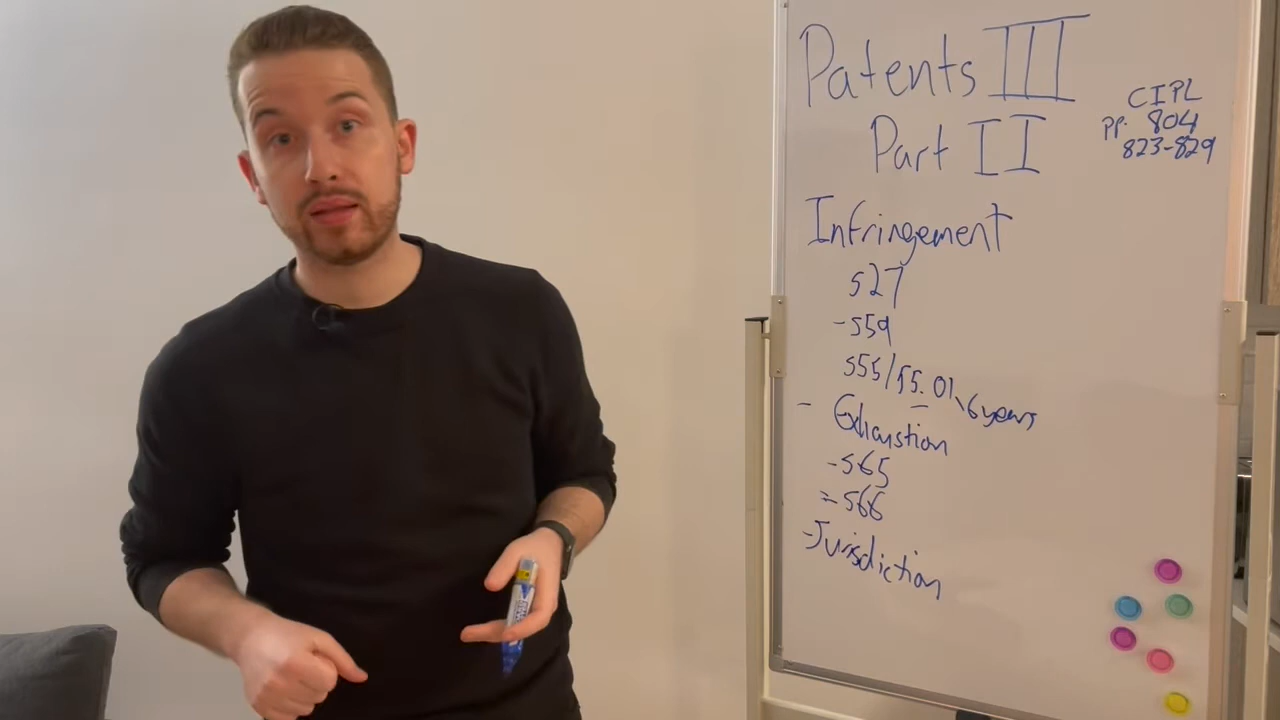 Patents III
Part II
CIPL
pp. 804
823-829
Infringement
s27
- s59
s55/55.01, 6 years
- Exhaustion
- s65
- s66
- Jurisdiction